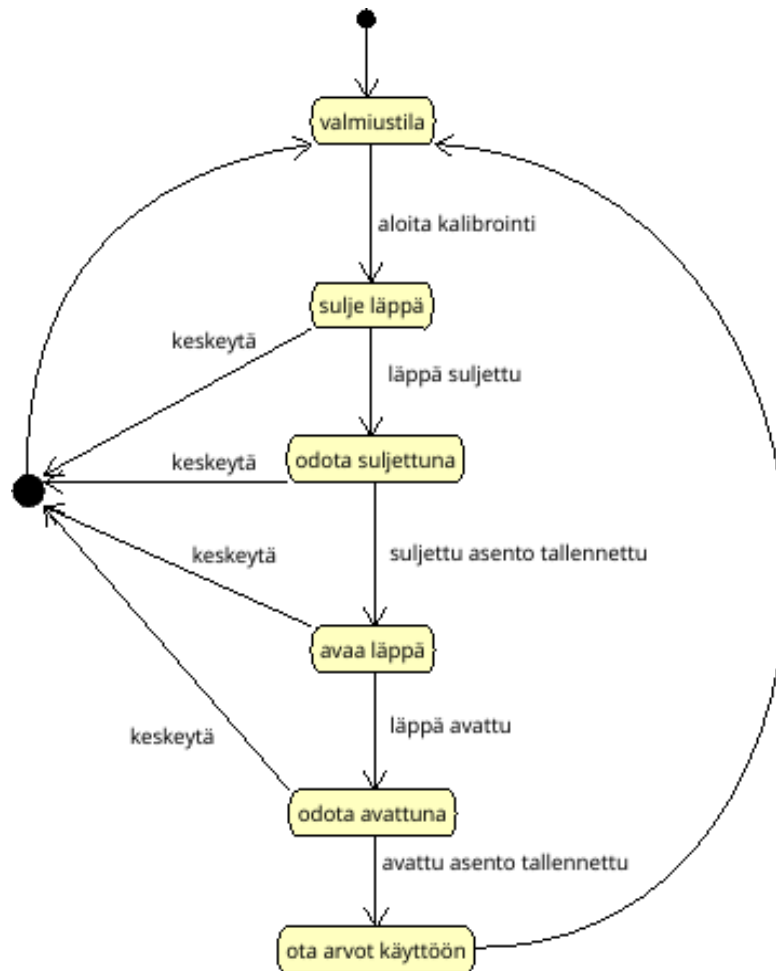 valmiustila
aloita kalibrointi
sulje läppä
keskeytä
läppä suljettu
odota suljettuna
keskeytä
suljettu asento tallennettu
keskeytä
avaa läppä
läppä avattu
keskeytä
odota avattuna
avattu asento tallennettu
ota arvot käyttöön